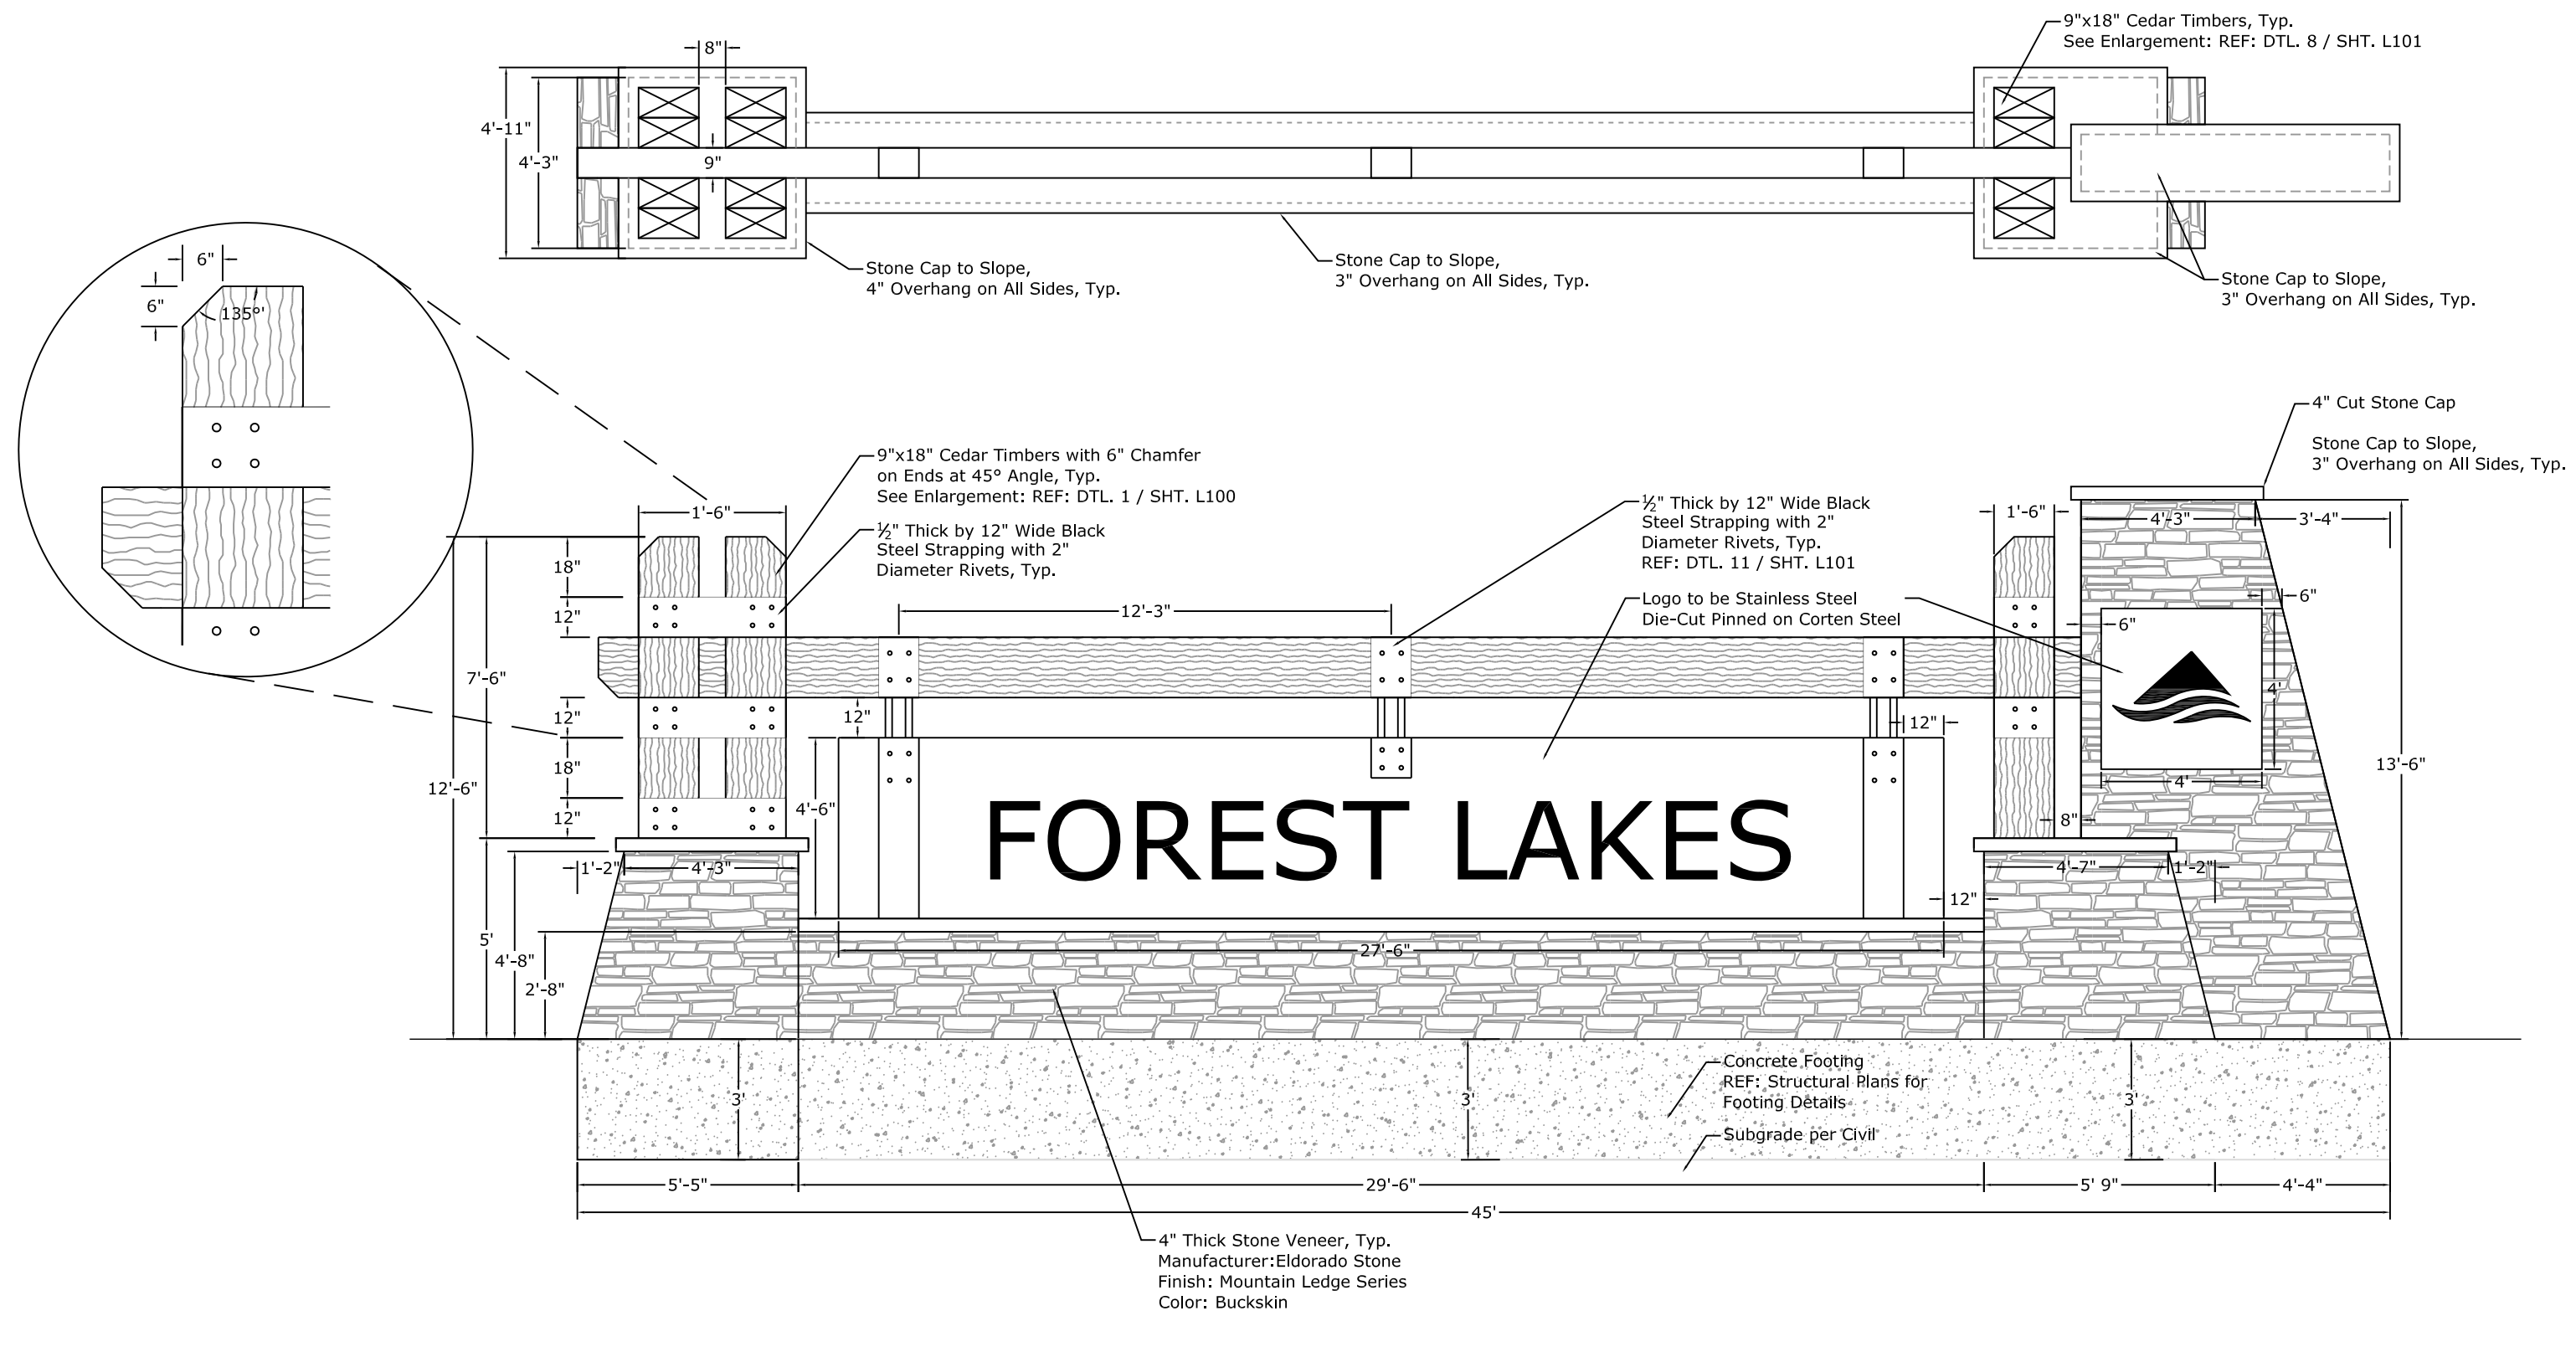 9"x18" Cedar Timbers, Typ.
See Enlargement: REF: DTL. 8 / SHT. L101
8"
4'-11"
4'-3"
9"
Stone Cap to Slope,
4" Overhang on All Sides, Typ.
Stone Cap to Slope,
3" Overhang on All Sides, Typ.
Stone Cap to Slope,
3" Overhang on All Sides, Typ.
6"
6"
135°'
4" Cut Stone Cap
Stone Cap to Slope,
3" Overhang on All Sides, Typ.
9"x18" Cedar Timbers with 6" Chamfer
on Ends at 45° Angle, Typ.
See Enlargement: REF: DTL. 1 / SHT. L100
½" Thick by 12" Wide Black
Steel Strapping with 2"
Diameter Rivets, Typ.
½" Thick by 12" Wide Black
Steel Strapping with 2"
Diameter Rivets, Typ.
REF: DTL. 11 / SHT. L101
Logo to be Stainless Steel
Die-Cut Pinned on Corten Steel
1'-6"
1'-6"
4'-3"
3'-4"
18"
12"
12'-3"
6"
6"
7'-6"
4'
12"
12"
12"
18"
12'-6"
4'-6"
4'
13'-6"
12"
8"
FOREST LAKES
1'-2"
4'-3"
4'-7"
1'-2"
12"
5'
4'-8"
2'-8"
27'-6"
Concrete Footing
REF: Structural Plans for
Footing Details
3'
3'
3'
Subgrade per Civil
5'-5"
29'-6"
5' 9"
4'-4"
45'
4" Thick Stone Veneer, Typ.
Manufacturer:Eldorado Stone
Finish: Mountain Ledge Series
Color: Buckskin